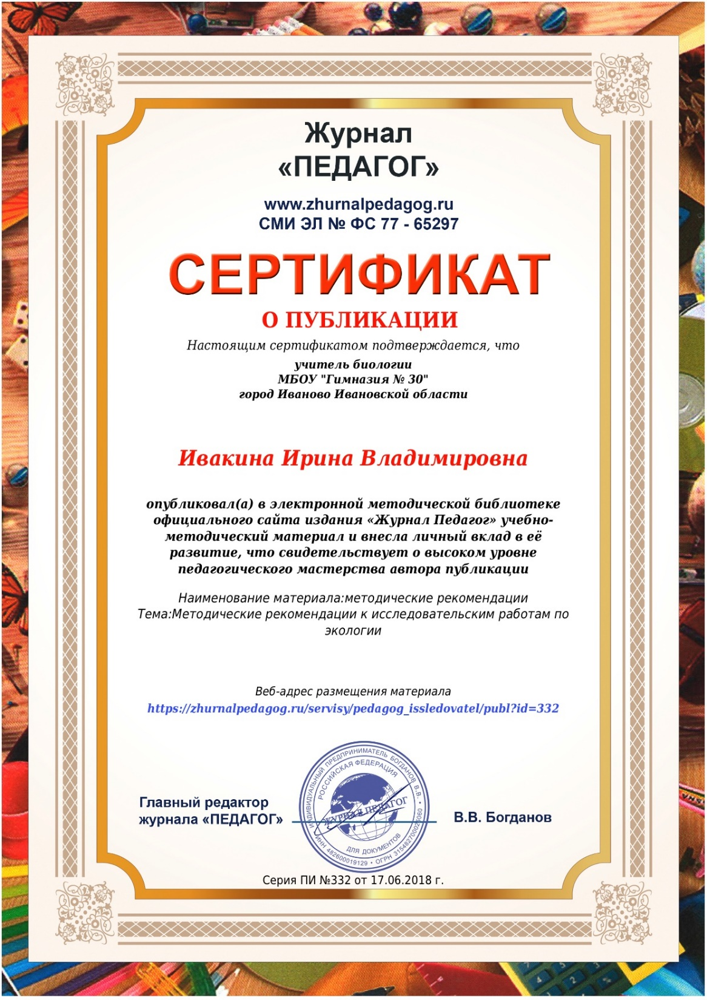 Журнал
«ПЕДАГОГ»
www.zhurnalpedagog.ru
СМИ ЭЛ № ФС 77 - 65297
СЕРТИФИКАТ
О ПУБЛИКАЦИИ
Настоящим сертификатом подтверждается, что
учитель биологии
МБОУ "Гимназия № 30"
город Иваново Ивановской области
Ивакина Ирина Владимировна
опубликовал(а) в электронной методической библиотеке
официального сайта издания «Журнал Педагог» учебно-
методический материал и внесла личный вклад в её
развитие, что свидетельствует о высоком уровне
педагогического мастерства автора публикации
Наименование материала:методические рекомендации
Тема:Методические рекомендации к исследовательским работам по
экологии
Веб-адрес размещения материала
https://zhurnalpedagog.ru/servisy/pedagog_issledovatel/publ?id=332
ИНДИВИДУАЛЬНЫЙ ПРЕДПРИНИМАТЕЛЬ БОГДАНОВ В.В.
РОССИЙСКАЯ ФЕДЕРАЦИЯ
ЖУРНАЛ ПЕДАГОГ
ДЛЯ ДОКУМЕНТОВ
ИНН 482600019129 • ОГРН 315482700025060
Главный редактор
журнала «ПЕДАГОГ»
В.В. Богданов
Серия ПИ №332 от 17.06.2018 г.